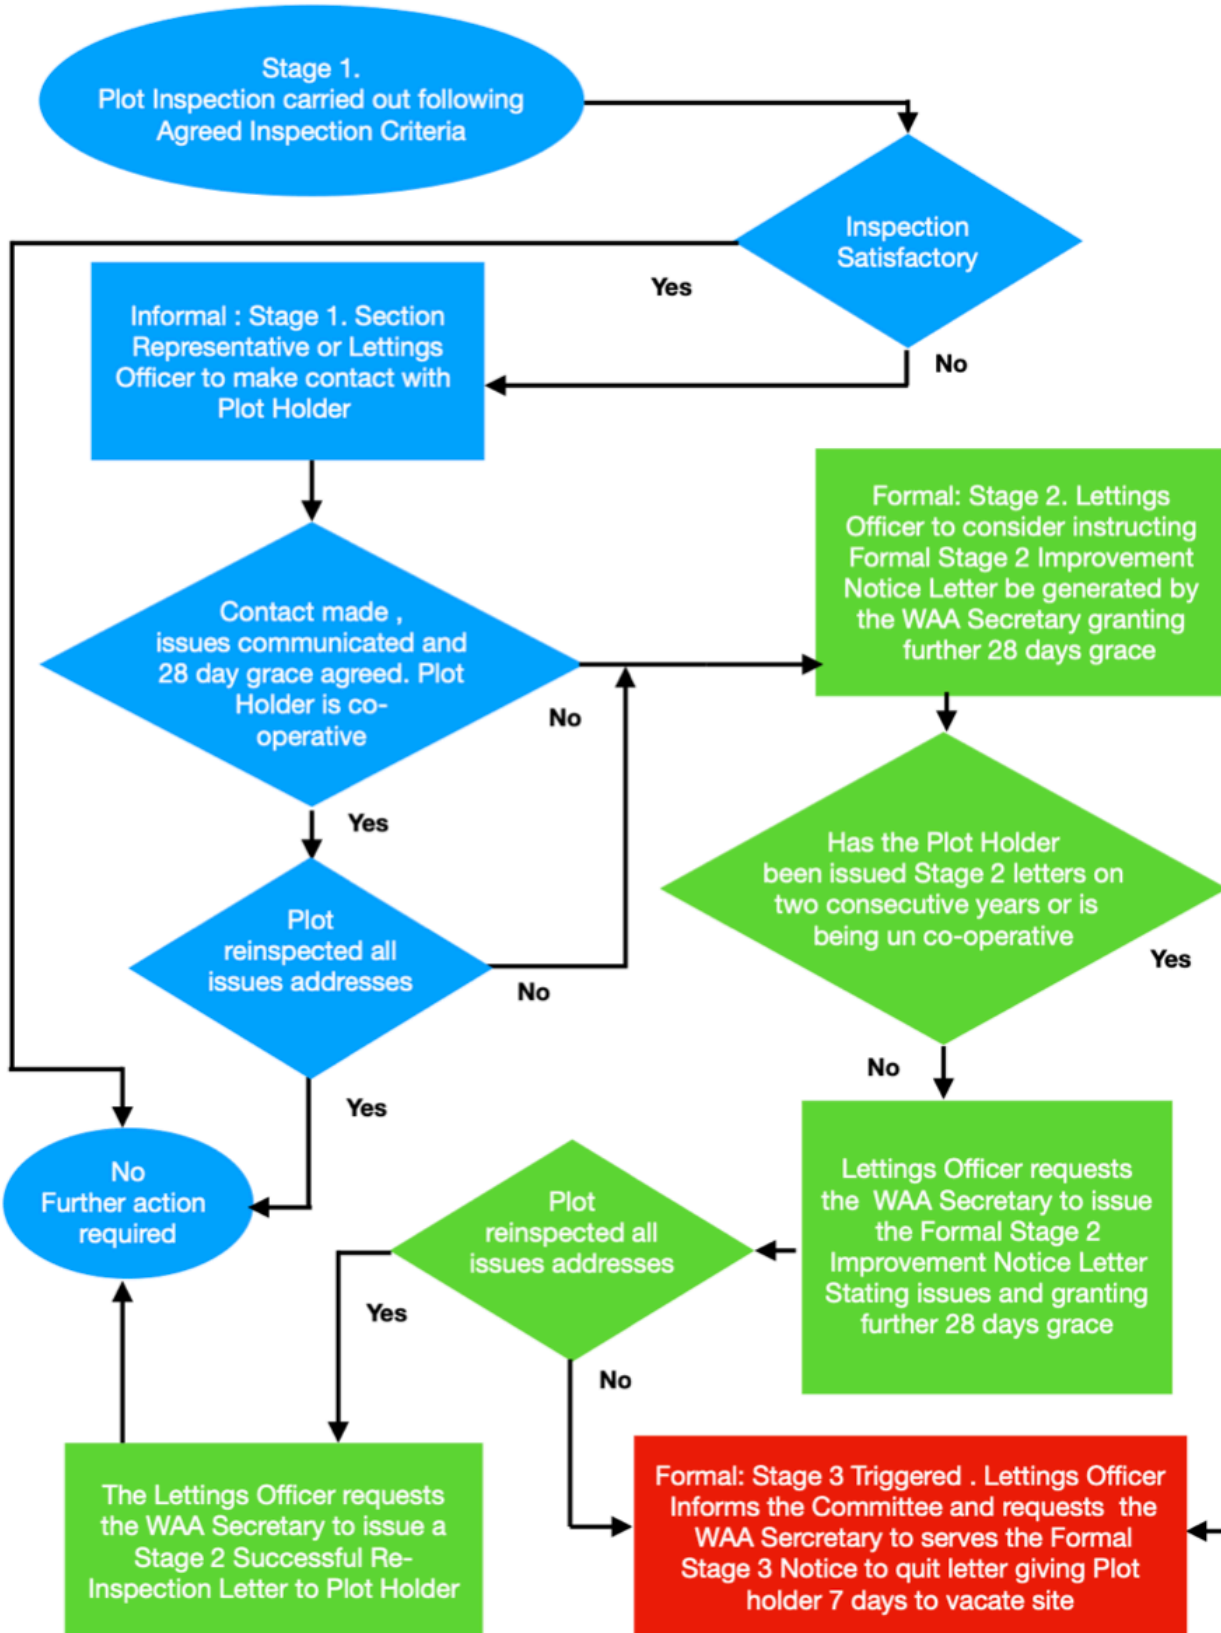 Stage 1.
Plot Inspection carried out following
Agreed Inspection Criteria
Inspection
Satisfactory
Yes
No
Informal : Stage 1. Section
Representative or Lettings
Officer to make contact with
Plot Holder
Formal: Stage 2. Lettings
Officer to consider instructing
Formal Stage 2 Improvement
Notice Letter be generated by
the WAA Secretary granting
further 28 days grace
Contact made ,
issues communicated and
28 day grace agreed. Plot
Holder is co-
operative
No
Yes
Has the Plot Holder
been issued Stage 2 letters on
two consecutive years or is
being un co-operative
Yes
No
Plot
reinspected all
issues addresses
No
Yes
No
Further action
required
Lettings Officer requests
the WAA Secretary to issue
the Formal Stage 2
Improvement Notice Letter
Stating issues and granting
further 28 days grace
Plot
reinspected all
issues addresses
Yes
No
The Lettings Officer requests
the WAA Secretary to issue a
Stage 2 Successful Re-
Inspection Letter to Plot Holder
Formal: Stage 3 Triggered . Lettings Officer
Informs the Committee and requests the
WAA Sercretary to serves the Formal
Stage 3 Notice to quit letter giving Plot
holder 7 days to vacate site